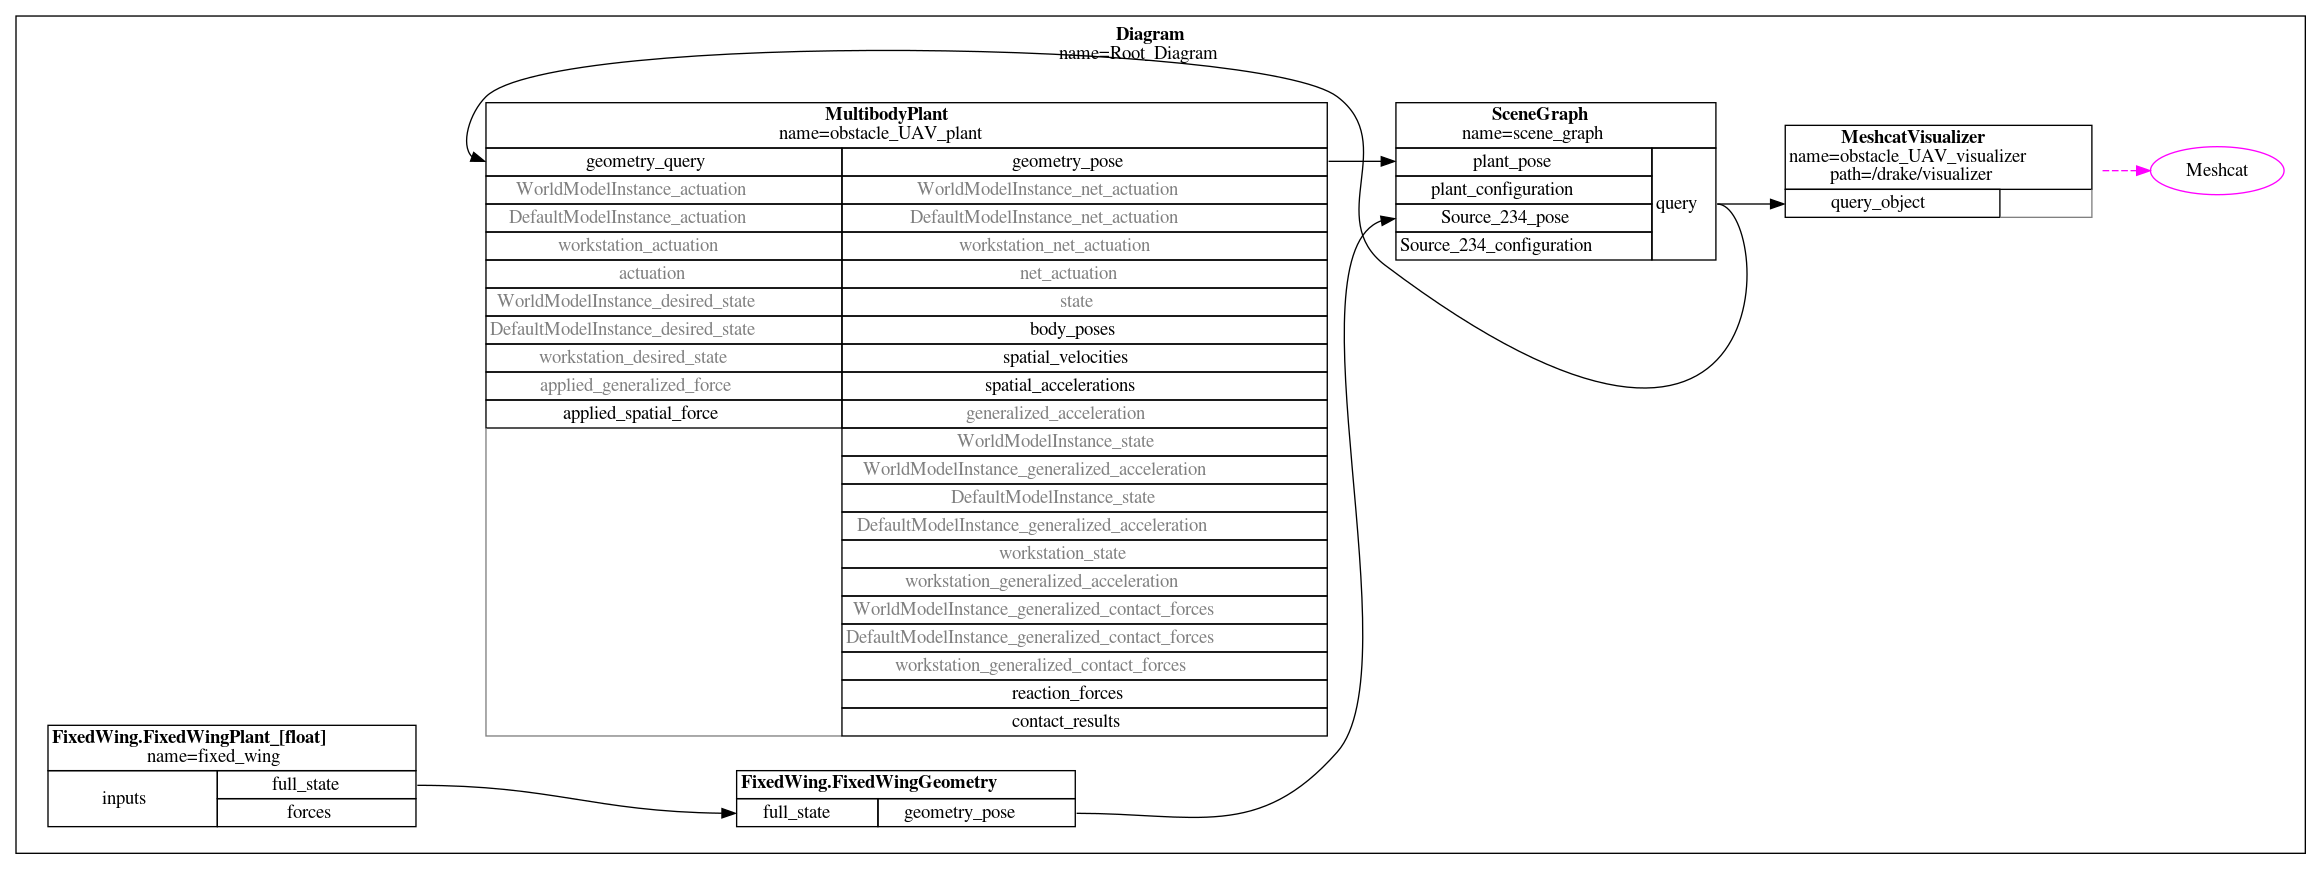 Diagram
name=Root_Diagram
MultibodyPlant
name=obstacle_UAV_plant
geometry_query
geometry_pose
WorldModelInstance_actuation
WorldModelInstance_net_actuation
DefaultModelInstance_actuation
DefaultModelInstance_net_actuation
workstation_actuation
workstation_net_actuation
actuation
net_actuation
WorldModelInstance_desired_state
state
DefaultModelInstance_desired_state
body_poses
workstation_desired_state
spatial_velocities
applied_generalized_force
spatial_accelerations
applied_spatial_force
generalized_acceleration
WorldModelInstance_state
WorldModelInstance_generalized_acceleration
DefaultModelInstance_state
DefaultModelInstance_generalized_acceleration
workstation_state
workstation_generalized_acceleration
WorldModelInstance_generalized_contact_forces
DefaultModelInstance_generalized_contact_forces
workstation_generalized_contact_forces
reaction_forces
contact_results
SceneGraph
name=scene_graph
plant_pose
plant_configuration
Source_234_pose
Source_234_configuration
query
MeshcatVisualizer
name=obstacle_UAV_visualizer
path=/drake/visualizer
query_object
Meshcat
FixedWing.FixedWingPlant_[float]
name=fixed_wing
inputs
full_state
forces
FixedWing.FixedWingGeometry
full_state
geometry_pose